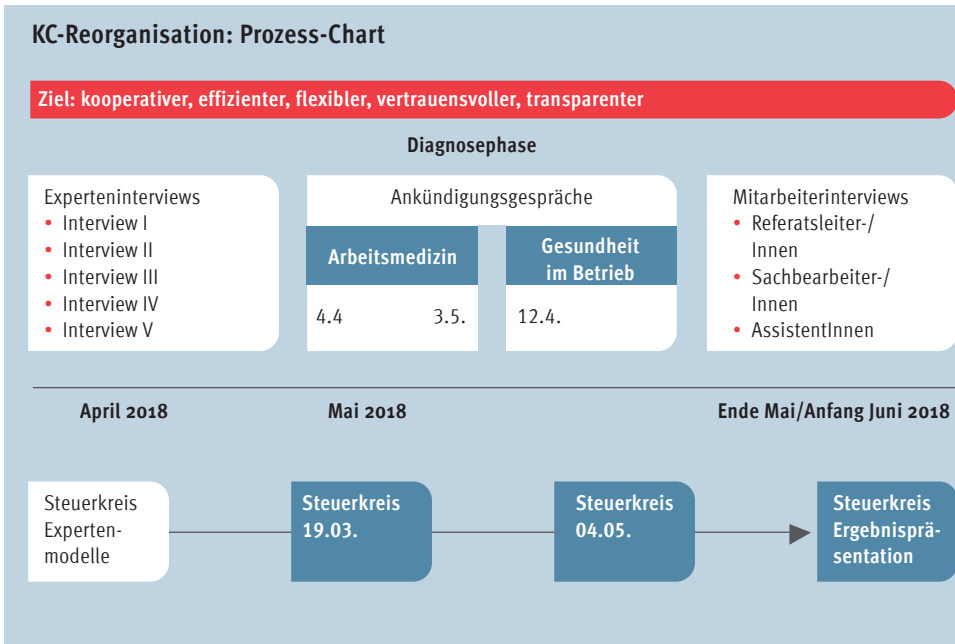 KC-Reorganisation: Prozess-Chart
Ziel: kooperativer, effizienter, flexibler, vertrauensvoller, transparenter
Diagnosephase
Experteninterviews
• Interview I
• Interview II
• Interview III
• Interview IV
• Interview V
Ankündigungsgespräche
Arbeitsmedizin
4.4 3.5.
Gesundheit
im Betrieb
12.4.
Mitarbeiterinterviews
• Referatsleiter-/
Innen
• Sachbearbeiter-/
Innen
• AssistentInnen
April 2018 Mai 2018 Ende Mai/Anfang Juni 2018
Steuerkreis
Experten-
modelle
Steuerkreis
19.03.
Steuerkreis
04.05.
Steuerkreis
Ergebnisprä-
sentation